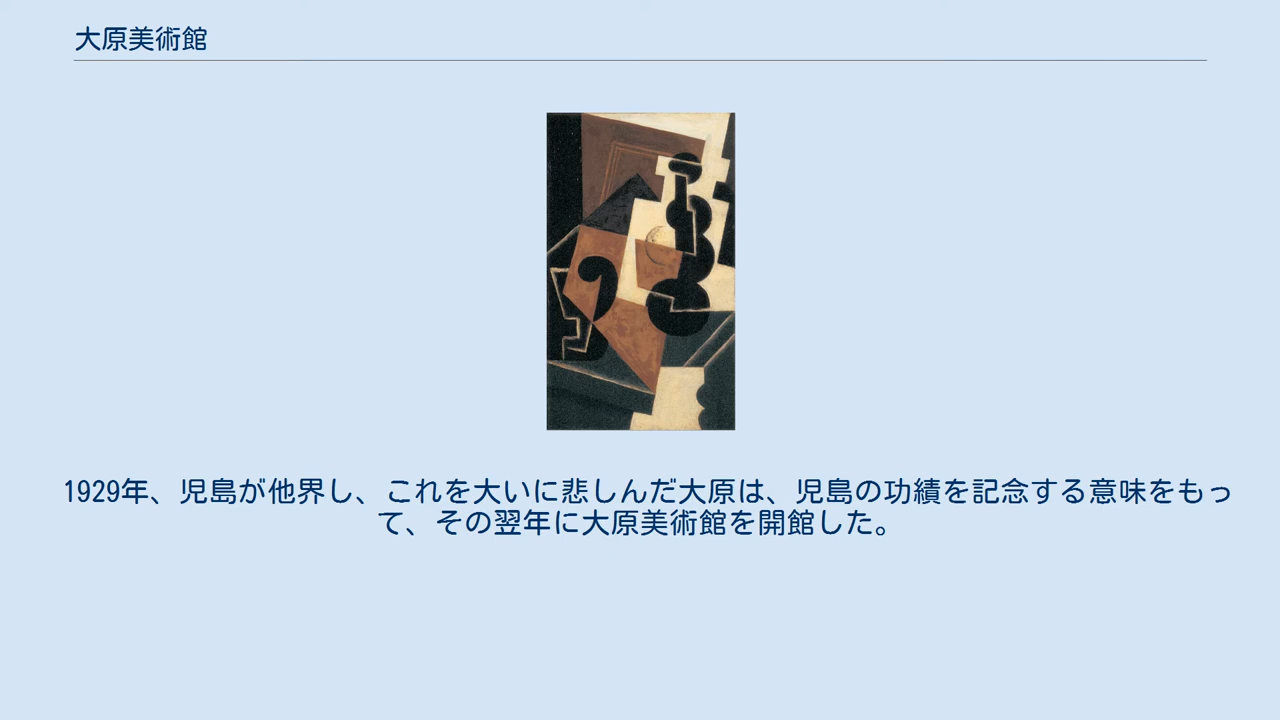 大原美術館
1929年、児島が他界し、これを大いに悲しんだ大原は、児島の功績を記念する意味をもっ
て、その翌年に大原美術館を開館した。